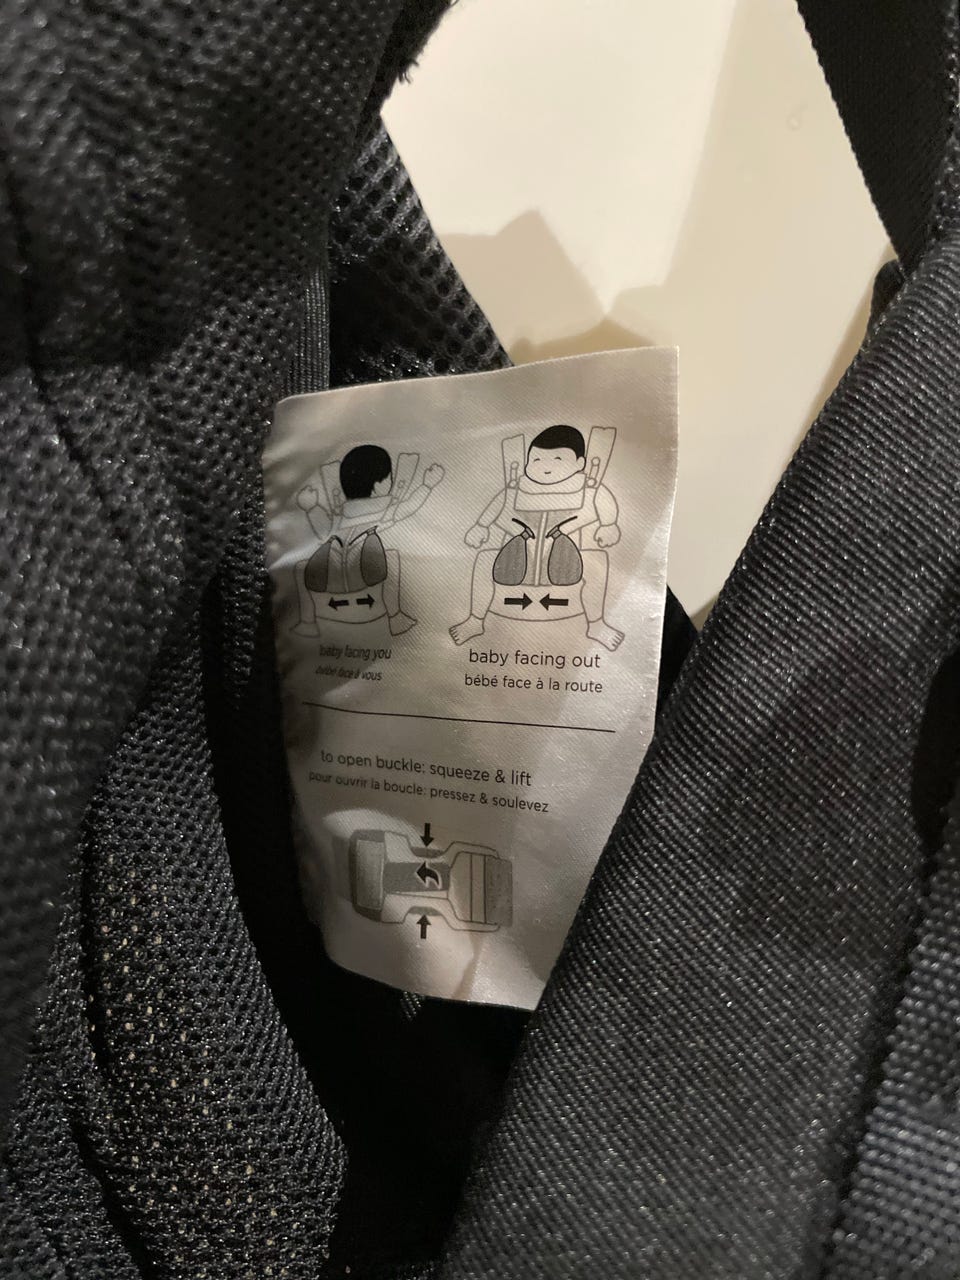 baby facing you
bébé face à vous
baby facing out
bébé face à la route
to open buckle: squeeze & lift
pour ouvrir la boucle: pressez & soulevez